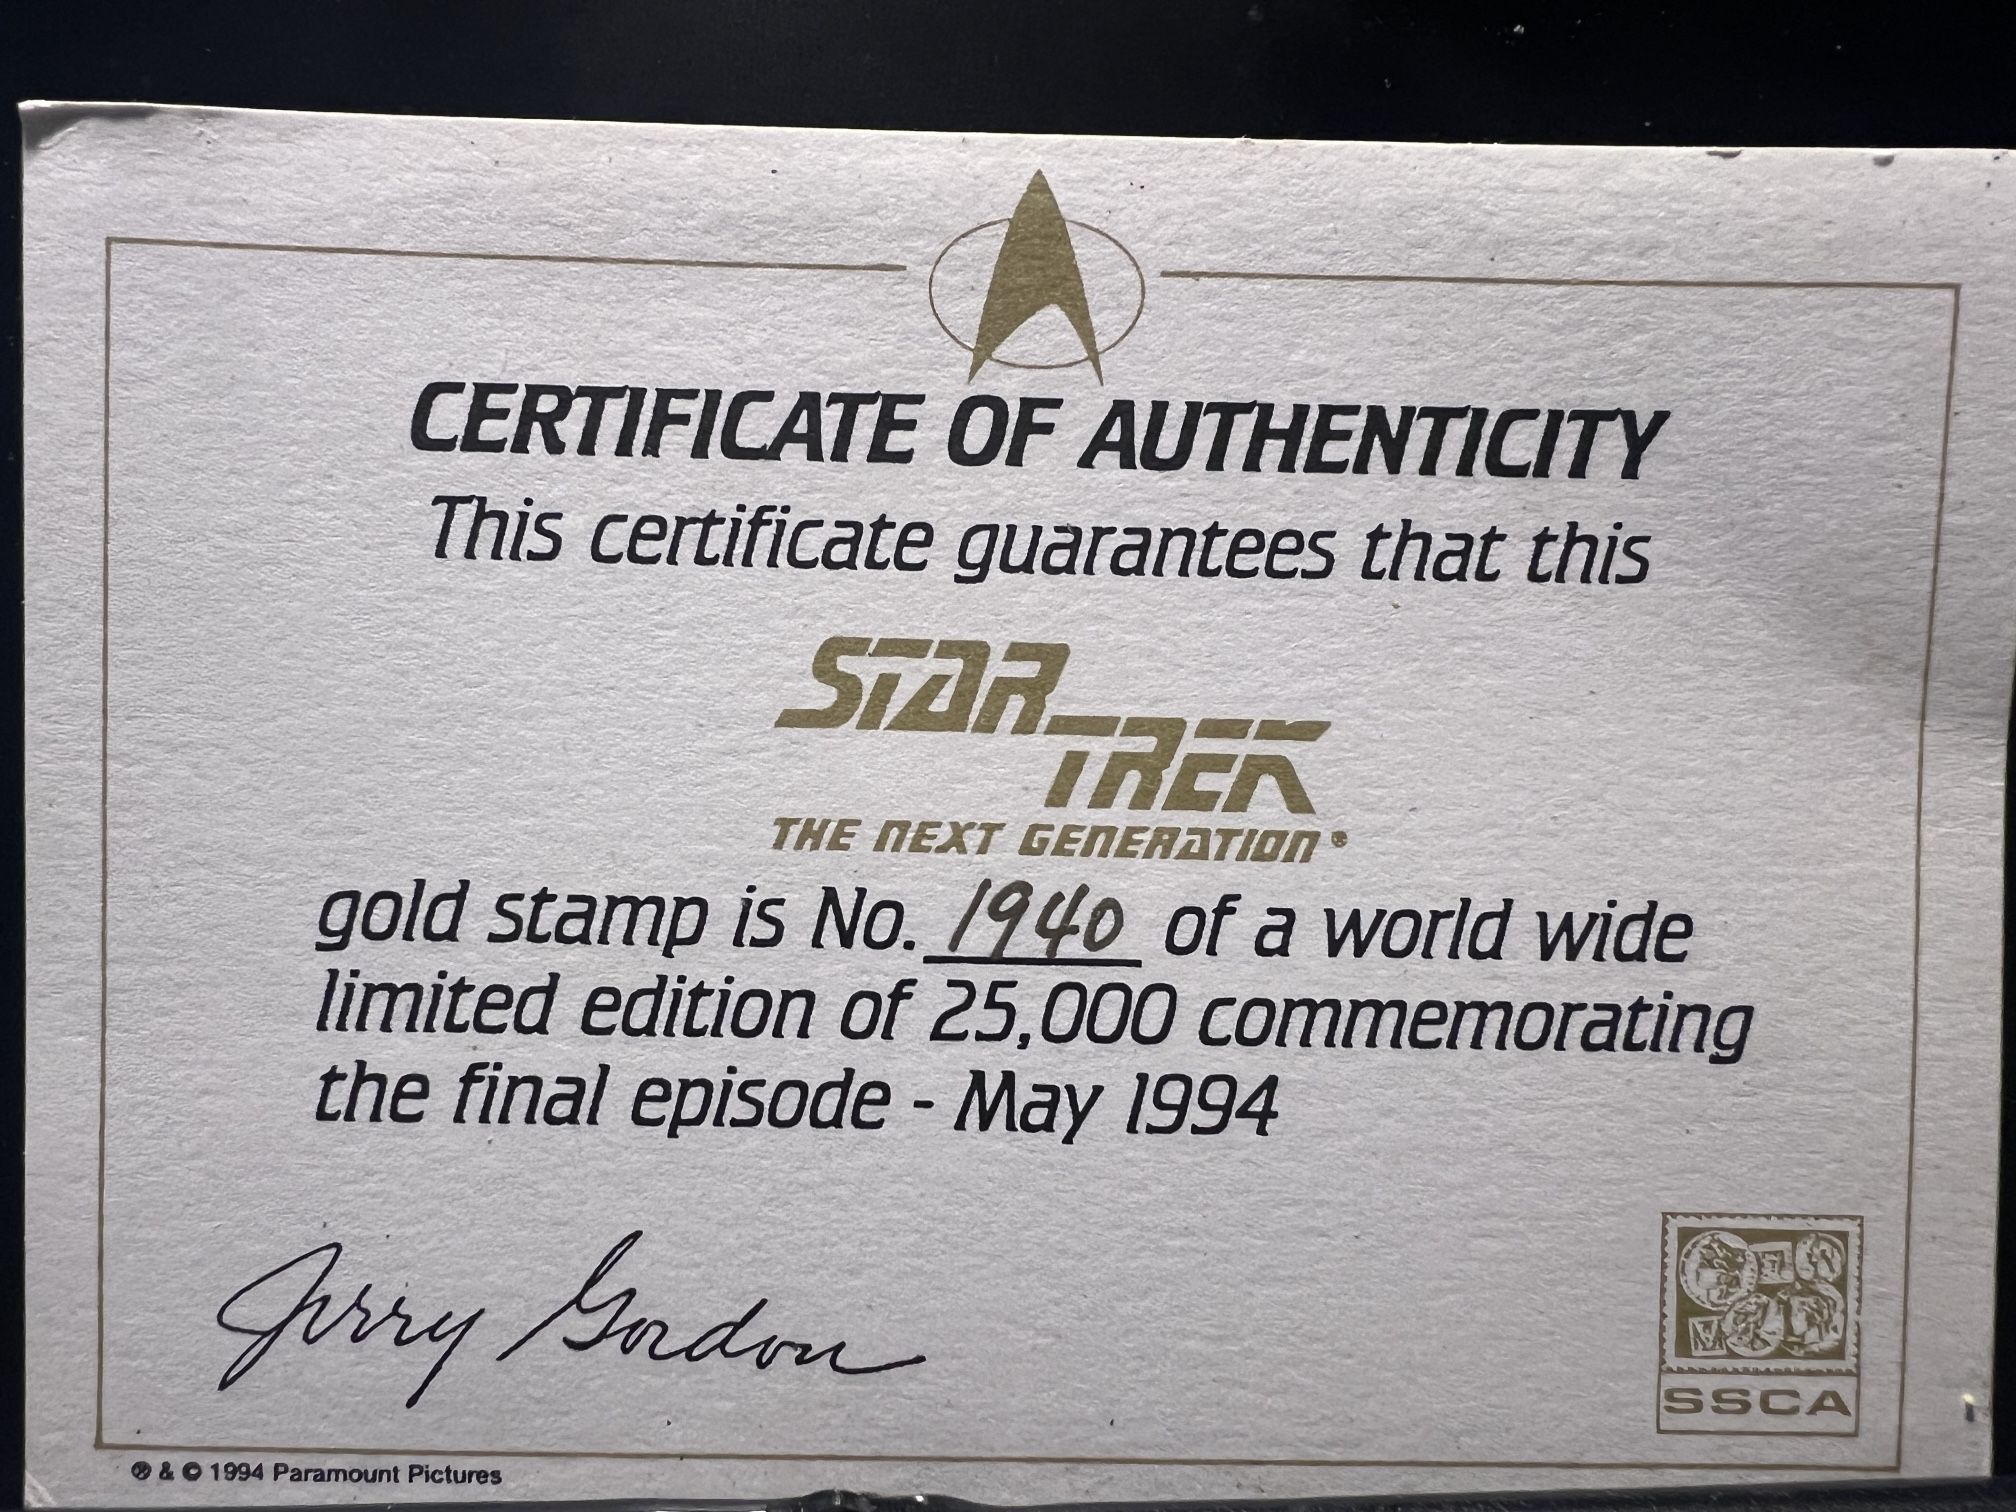 CERTIFICATE OF AUTHENTICITY
This certificate guarantees that this
STAR
TREK
THE NEXT GENERATION®
gold stamp is No. 1940 of a world wide
limited edition of 25,000 commemorating
the final episode - May 1994
Jerry Gordon
SSCA
® & © 1994 Paramount Pictures